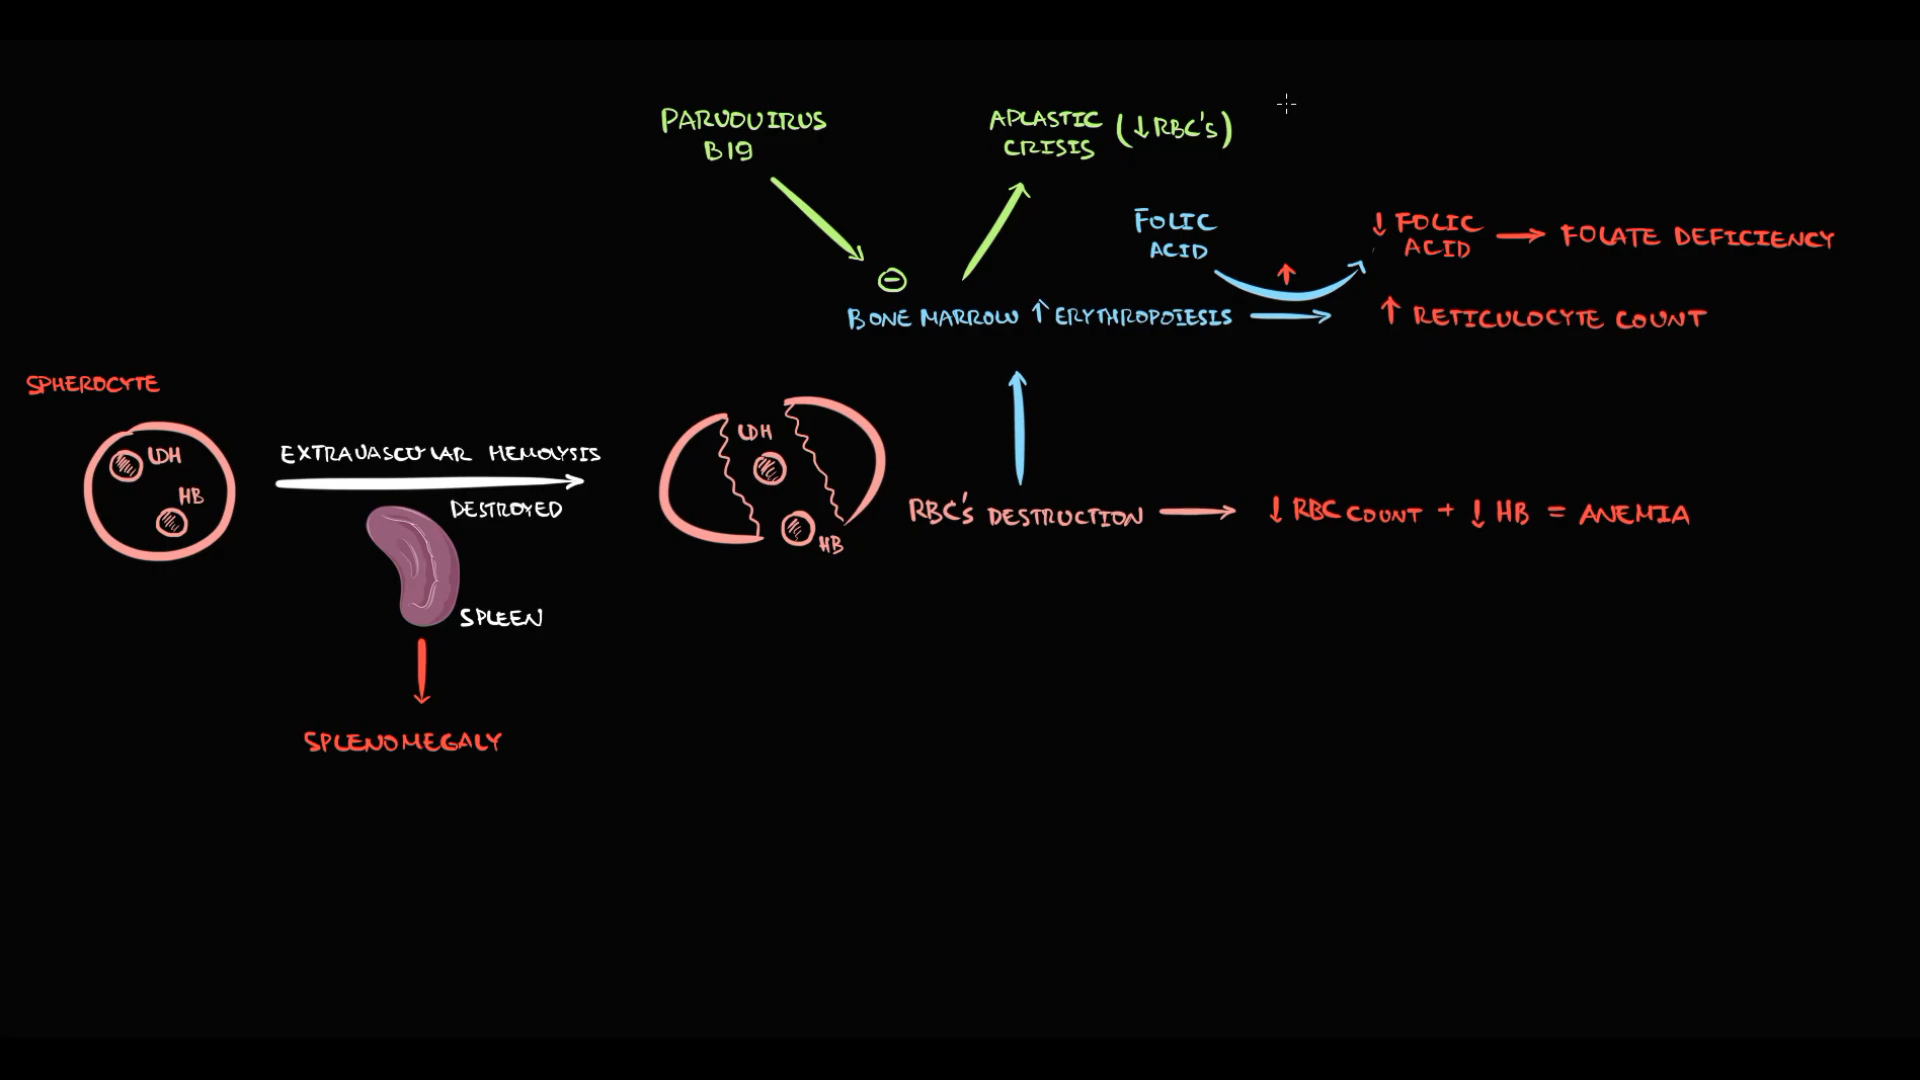 PARVOVIRUS
B19
APLASTIC
CRISIS
(↓RBC's)
FOLIC
ACID
↓ FOLIC
ACID
FOLATE DEFICIENCY
↑
⊖
BONE MARROW ↑ ERYTHROPOIESIS
↑ RETICULOCYTE COUNT
SPHEROCYTE
LDH
HB
EXTRAVASCULAR HEMOLYSIS
DESTROYED
SPLEEN
SPLENOMEGALY
LDH
HB
RBC's DESTRUCTION
↓ RBC COUNT + ↓ HB = ANEMIA